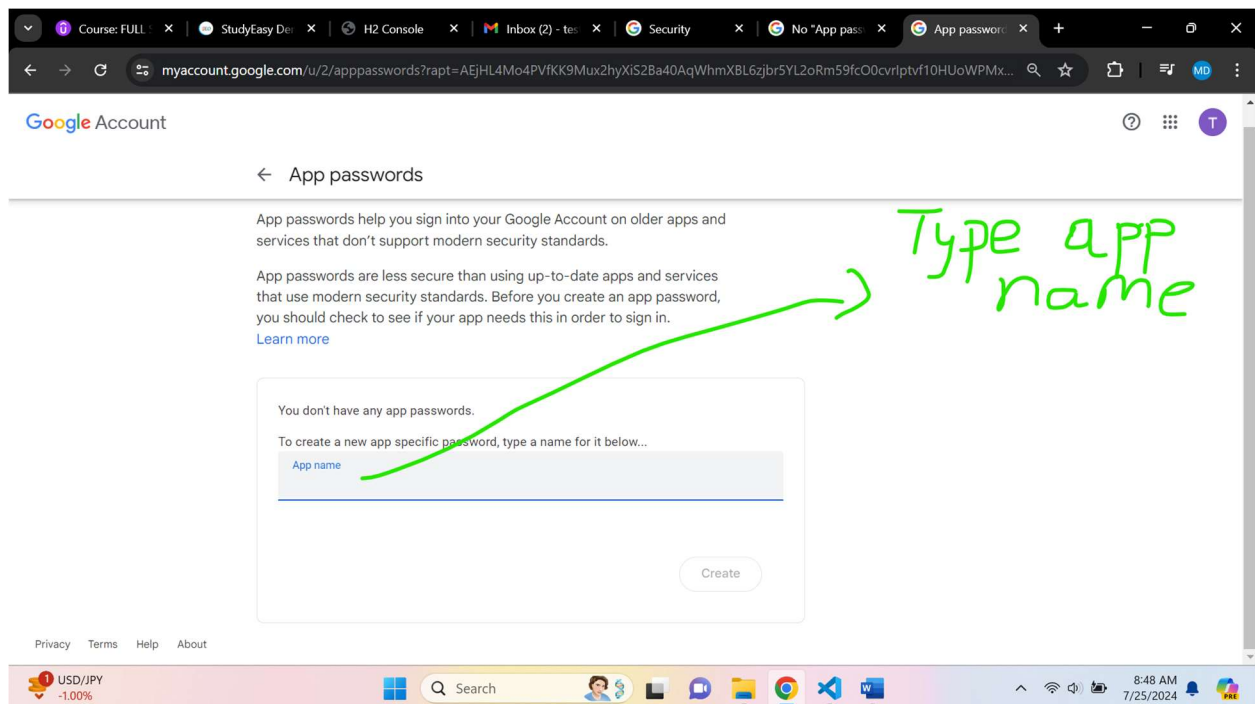 Course: FULL S
StudyEasy De
H2 Console
Inbox (2) - tes
Security
No "App pass
App password
myaccount.google.com/u/2/apppasswords?rapt=AEjHL4Mo4PVfKK9Mux2hyXiS2Ba40AqWhmXBL6zjbr5YL2oRm59fcO0cvrIptvf10HUoWPMx...
MD
Google Account
T
App passwords
App passwords help you sign into your Google Account on older apps and
services that don't support modern security standards.
App passwords are less secure than using up-to-date apps and services
that use modern security standards. Before you create an app password,
you should check to see if your app needs this in order to sign in.
Learn more
Type app
name
You don't have any app passwords.
To create a new app specific password, type a name for it below...
App name
Create
Privacy Terms Help About
1
USD/JPY
-1.00%
Search
8:48 AM
7/25/2024
PRE